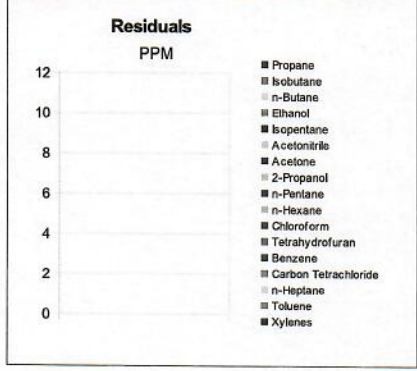 Residuals
PPM
12
10
8
6
4
2
0
Propane
Isobutane
n-Butane
Ethanol
Isopentane
Acetonitrile
Acetone
2-Propanol
n-Pentane
n-Hexane
Chloroform
Tetrahydrofuran
Benzene
Carbon Tetrachloride
n-Heptane
Toluene
Xylenes